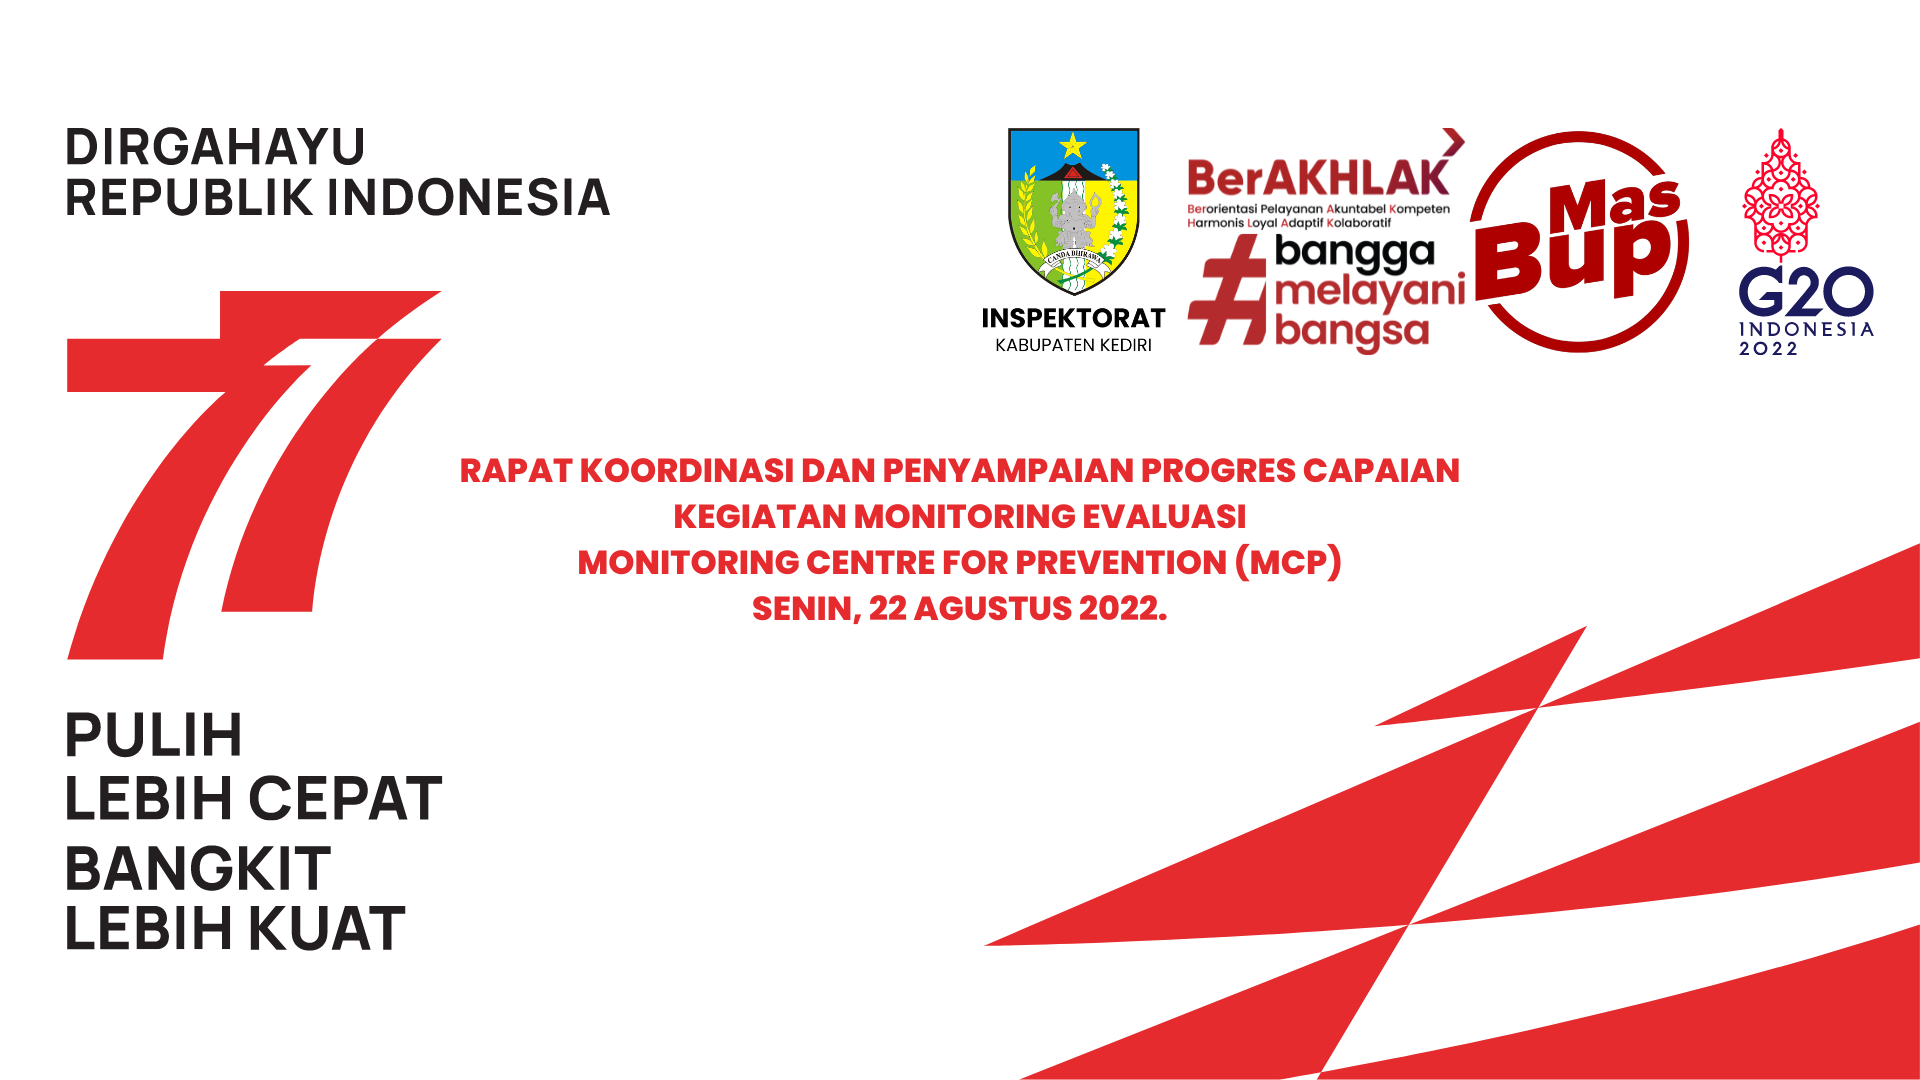 DIRGAHAYU
REPUBLIK INDONESIA
77
PULIH
LEBIH CEPAT
BANGKIT
LEBIH KUAT
CANDA BHIRAWA
INSPEKTORAT
KABUPATEN KEDIRI
BerAKHLAK
Berorientasi Pelayanan Akuntabel Kompeten
Harmonis Loyal Adaptif Kolaboratif
#bangga
melayani
bangsa
Mas
Bup
G20
INDONESIA
2022
RAPAT KOORDINASI DAN PENYAMPAIAN PROGRES CAPAIAN
KEGIATAN MONITORING EVALUASI
MONITORING CENTRE FOR PREVENTION (MCP)
SENIN, 22 AGUSTUS 2022.